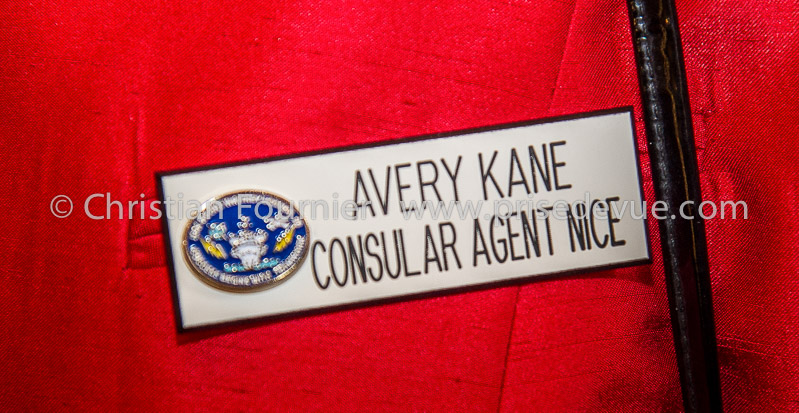 AVERY KANE
© Christian Fournier www.prisedevue.com
CONSULAR AGENT NICE